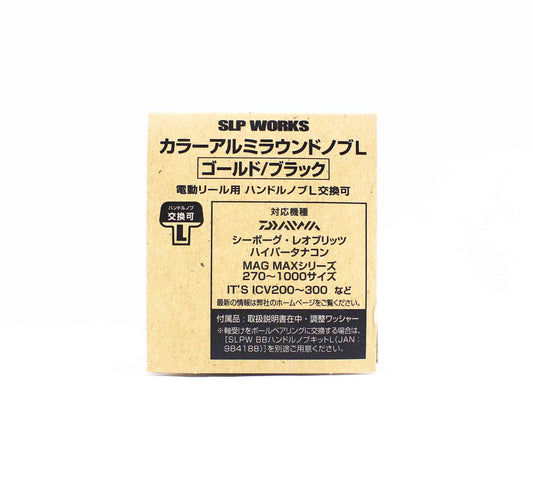 SLP WORKS
カラーアルミラウンドノブL
ゴールド/ブラック
電動リール用 ハンドルノブL交換可
ハンドルノブ
交換可
L
対応機種
DAIWA
シーボーグ・レオブリッツ
ハイパータナコン
MAG MAXシリーズ
270〜1000サイズ
IT'S ICV200〜300 など
最新の情報は弊社のホームページをご覧ください。
付属品：取扱説明書在中・調整ワッシャー
※軸受けをボールベアリングに交換する場合は、
[SLPW BBハンドルノブキットL(JAN：
984188)]を別途ご用意ください。